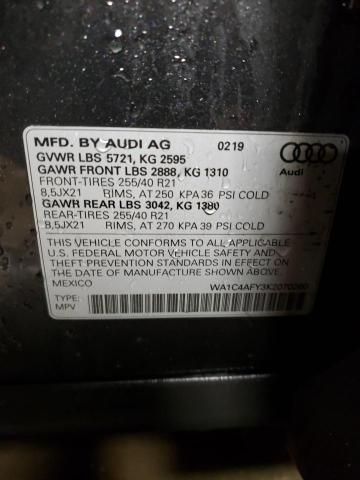 MFD. BY AUDI AG 0219
GVWR LBS 5721, KG 2595
GAWR FRONT LBS 2888, KG 1310
FRONT-TIRES 255/40 R21
8,5JX21 RIMS, AT 250 KPA 36 PSI COLD
GAWR REAR LBS 3042, KG 1380
REAR-TIRES 255/40 R21
8,5JX21 RIMS, AT 270 KPA 39 PSI COLD
Audi
THIS VEHICLE CONFORMS TO ALL APPLICABLE
U.S. FEDERAL MOTOR VEHICLE SAFETY AND
THEFT PREVENTION STANDARDS IN EFFECT ON
THE DATE OF MANUFACTURE SHOWN ABOVE.
MEXICO
TYPE: WA1C4AFY3K2070260
MPV